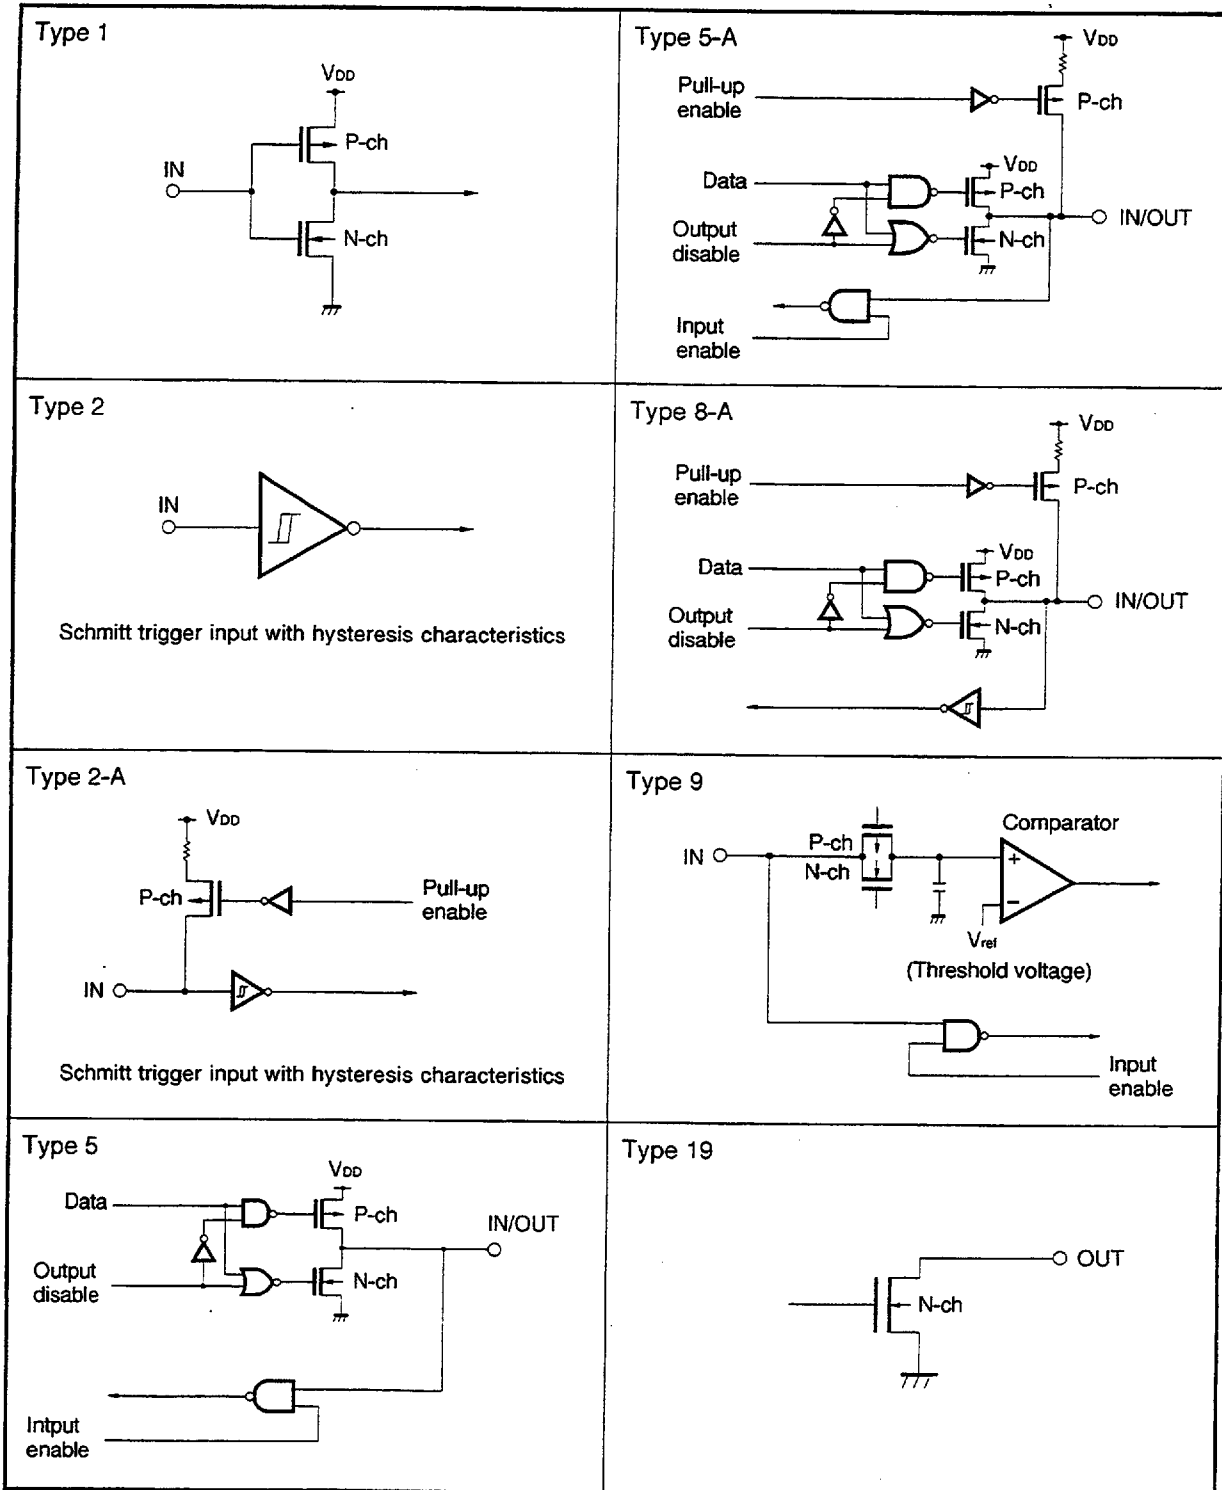 Type 1
VDD
P-ch
IN
N-ch
Type 5-A
VDD
Pull-up
enable
P-ch
VDD
Data
P-ch
IN/OUT
Output
disable
N-ch
Input
enable
Type 2
IN
Schmitt trigger input with hysteresis characteristics
Type 8-A
VDD
Pull-up
enable
P-ch
VDD
Data
P-ch
IN/OUT
Output
disable
N-ch
Type 2-A
VDD
P-ch
Pull-up
enable
IN
Schmitt trigger input with hysteresis characteristics
Type 9
Comparator
P-ch
IN
N-ch
+
−
Vref
(Threshold voltage)
Input
enable
Type 5
VDD
Data
P-ch
IN/OUT
Output
disable
N-ch
Intput
enable
Type 19
OUT
N-ch